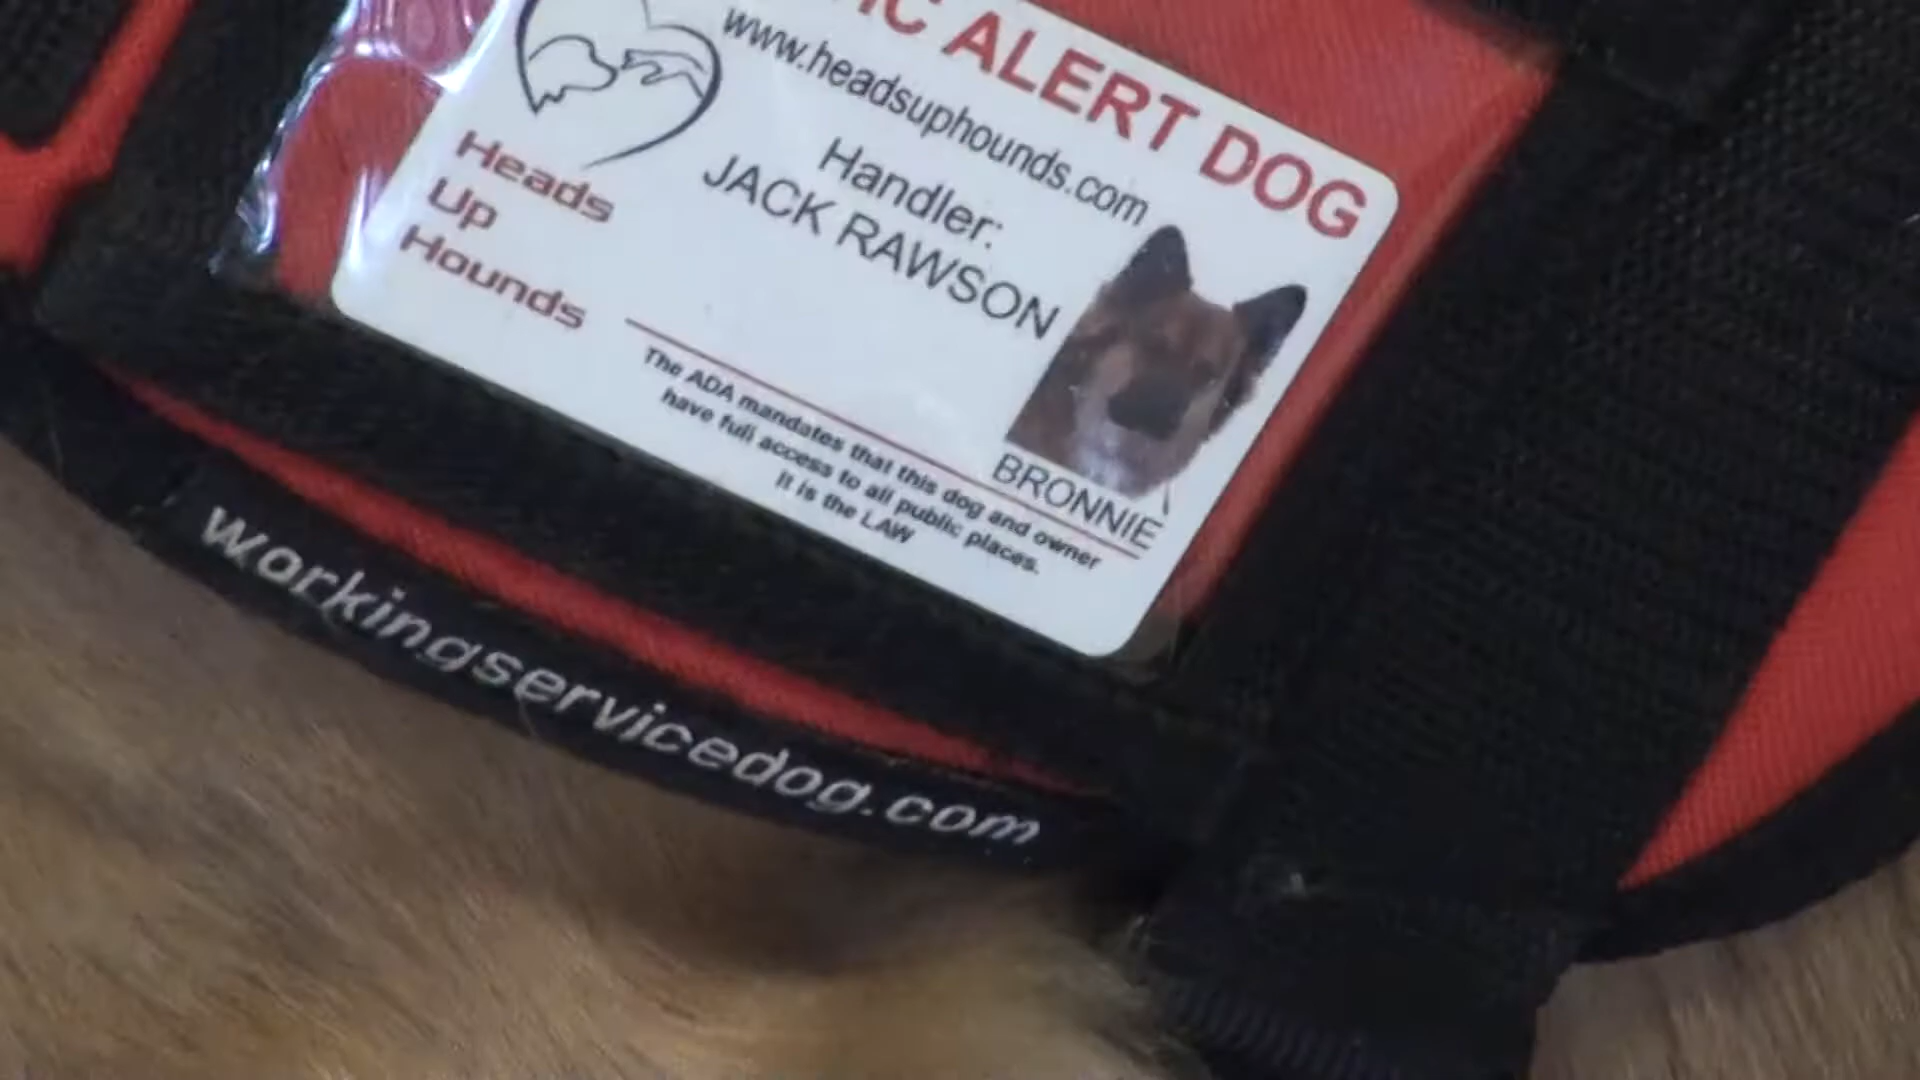 ALERT DOG
www.headsuphounds.com
Handler:
JACK RAWSON
Heads
Up
Hounds
BRONNIE
The ADA mandates that this dog and owner
have full access to all public places.
It is the LAW
workingservicedog.com